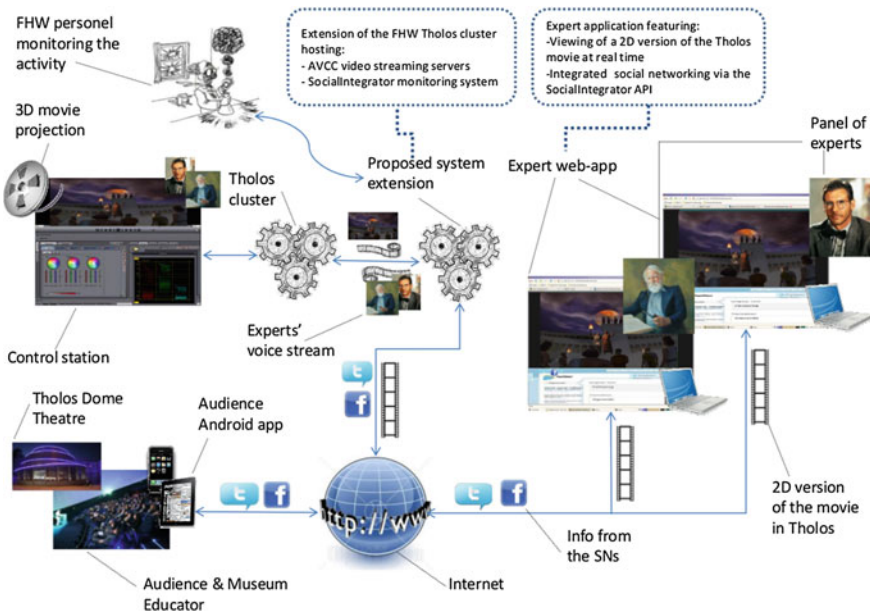 FHW personel
monitoring the
activity
Extension of the FHW Tholos cluster
hosting:
- AVCC video streaming servers
- SocialIntegrator monitoring system
Expert application featuring:
-Viewing of a 2D version of the Tholos
movie at real time
-Integrated social networking via the
SocialIntegrator API
3D movie
projection
Tholos
cluster
Proposed system
extension
Expert web-app
Panel of
experts
Control station
Experts'
voice stream
Tholos Dome
Theatre
Audience
Android app
http://www
Info from
the SNs
2D version
of the movie
in Tholos
Audience & Museum
Educator
Internet